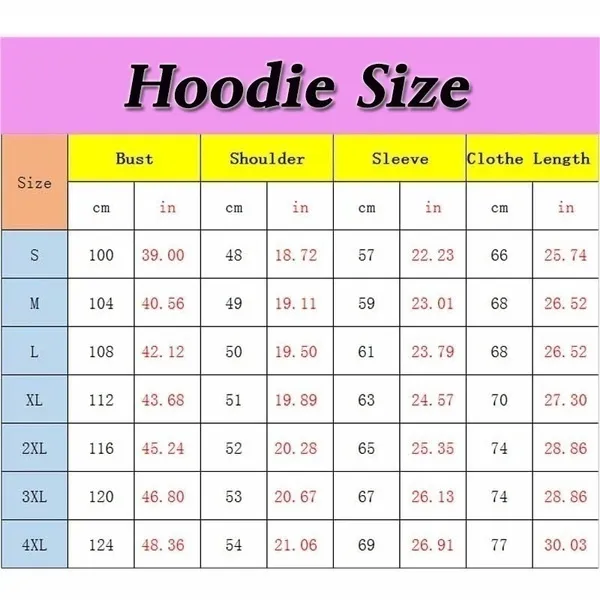 Hoodie Size
Size Bust Shoulder Sleeve Clothe Length
cm in cm in cm in cm in
S 100 39.00 48 18.72 57 22.23 66 25.74
M 104 40.56 49 19.11 59 23.01 68 26.52
L 108 42.12 50 19.50 61 23.79 68 26.52
XL 112 43.68 51 19.89 63 24.57 70 27.30
2XL 116 45.24 52 20.28 65 25.35 74 28.86
3XL 120 46.80 53 20.67 67 26.13 74 28.86
4XL 124 48.36 54 21.06 69 26.91 77 30.03